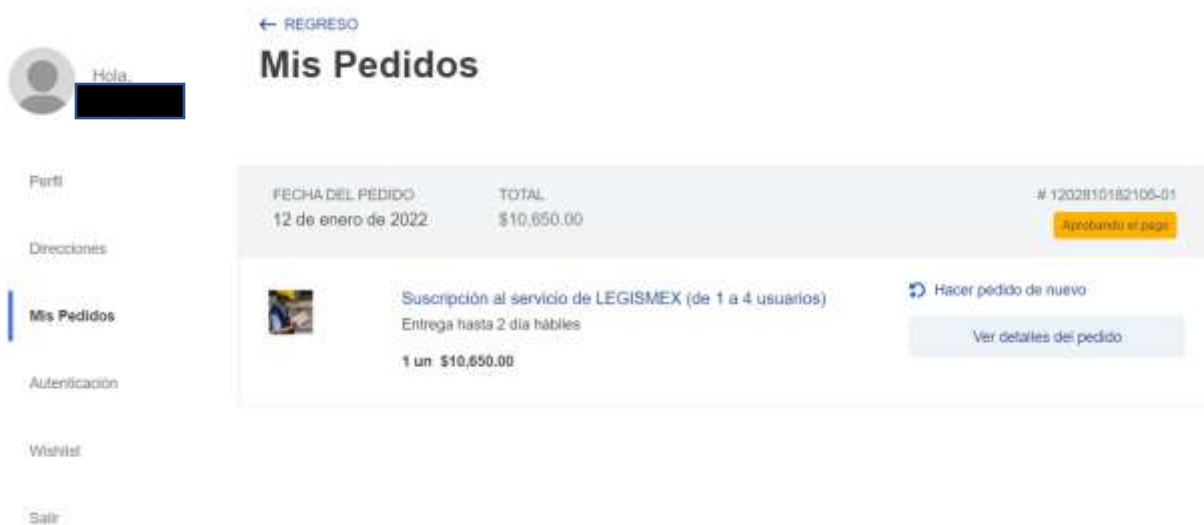 ← REGRESO
Mis Pedidos
Hola,
Perfil
Direcciones
Mis Pedidos
Autenticación
Wishlist
Salir
FECHA DEL PEDIDO
12 de enero de 2022
TOTAL
$10,650.00
# 1202810182106-01
Aprobando el pago
Suscripción al servicio de LEGISMEX (de 1 a 4 usuarios)
Entrega hasta 2 día hábiles
1 un $10,650.00
Hacer pedido de nuevo
Ver detalles del pedido